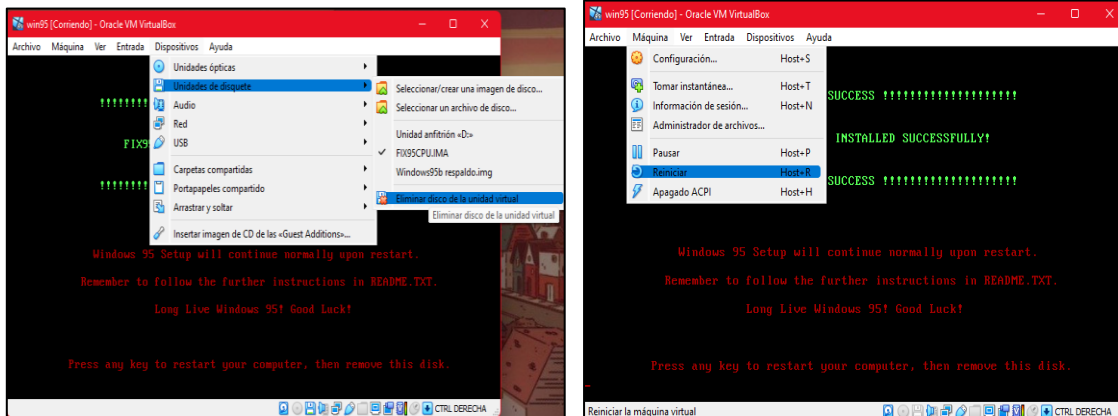 win95 [Corriendo] - Oracle VM VirtualBox
Archivo Máquina Ver Entrada Dispositivos Ayuda
Unidades ópticas
Unidades de disquete
Audio
Red
USB
Carpetas compartidas
Portapapeles compartido
Arrastrar y soltar
Insertar imagen de CD de las «Guest Additions»...
Seleccionar/crear una imagen de disco...
Seleccionar un archivo de disco...
Unidad anfitrión «D:»
FIX95CPU.IMA
Windows95b respaldo.img
Eliminar disco de la unidad virtual
Eliminar disco de la unidad virtual
!!!!!!!!
FIX9
!!!!!!!!
Windows 95 Setup will continue normally upon restart.
Remember to follow the further instructions in README.TXT.
Long Live Windows 95! Good Luck!
Press any key to restart your computer, then remove this disk.
CTRL DERECHA
win95 [Corriendo] - Oracle VM VirtualBox
Archivo Máquina Ver Entrada Dispositivos Ayuda
Configuración... Host+S
Tomar instantánea... Host+T
Información de sesión... Host+N
Administrador de archivos...
Pausar Host+P
Reiniciar Host+R
Apagado ACPI Host+H
SUCCESS !!!!!!!!!!!!!!!!!!!!
INSTALLED SUCCESSFULLY!
SUCCESS !!!!!!!!!!!!!!!!!!!!
Windows 95 Setup will continue normally upon restart.
Remember to follow the further instructions in README.TXT.
Long Live Windows 95! Good Luck!
Press any key to restart your computer, then remove this disk.
Reiniciar la máquina virtual
CTRL DERECHA